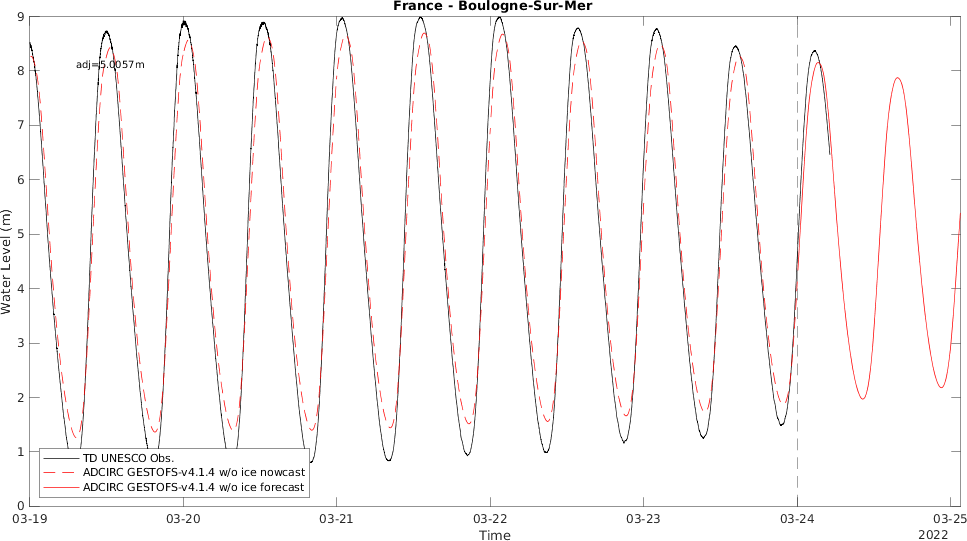 France - Boulogne-Sur-Mer
9
8
7
6
5
4
3
2
1
0
Water Level (m)
adj=5.0057m
TD UNESCO Obs.
ADCIRC GESTOFS-v4.1.4 w/o ice nowcast
ADCIRC GESTOFS-v4.1.4 w/o ice forecast
03-19 03-20 03-21 03-22 03-23 03-24 03-25
Time
2022